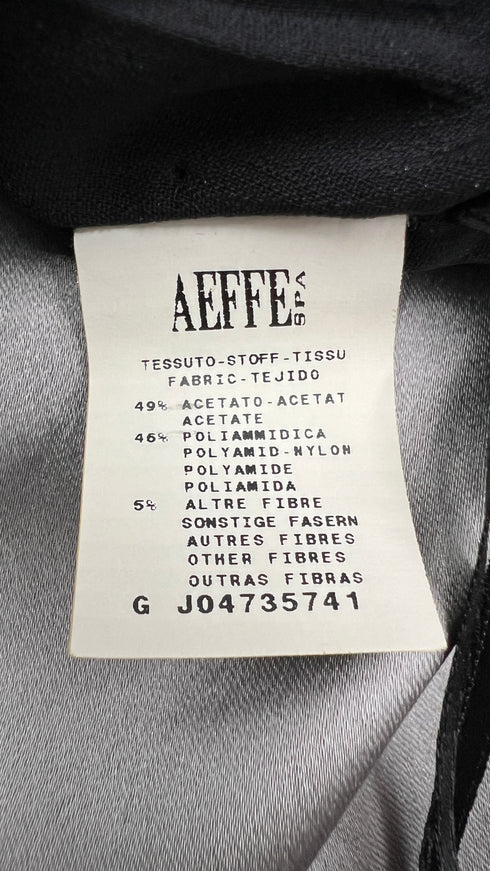 AEFFE SPA
TESSUTO-STOFF-TISSU
FABRIC-TEJIDO
49% ACETATO-ACETAT
ACETATE
46% POLIAMMIDICA
POLYAMID-NYLON
POLYAMIDE
POLIAMIDA
5% ALTRE FIBRE
SONSTIGE FASERN
AUTRES FIBRES
OTHER FIBRES
OUTRAS FIBRAS
G J04735741